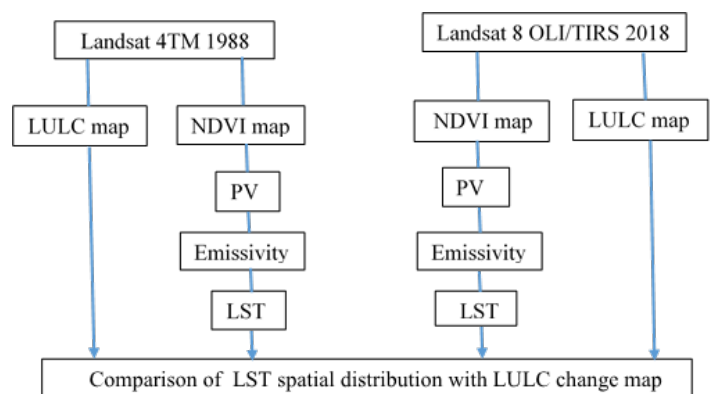 Landsat 4TM 1988
Landsat 8 OLI/TIRS 2018
LULC map
NDVI map
NDVI map
LULC map
PV
PV
Emissivity
Emissivity
LST
LST
Comparison of LST spatial distribution with LULC change map